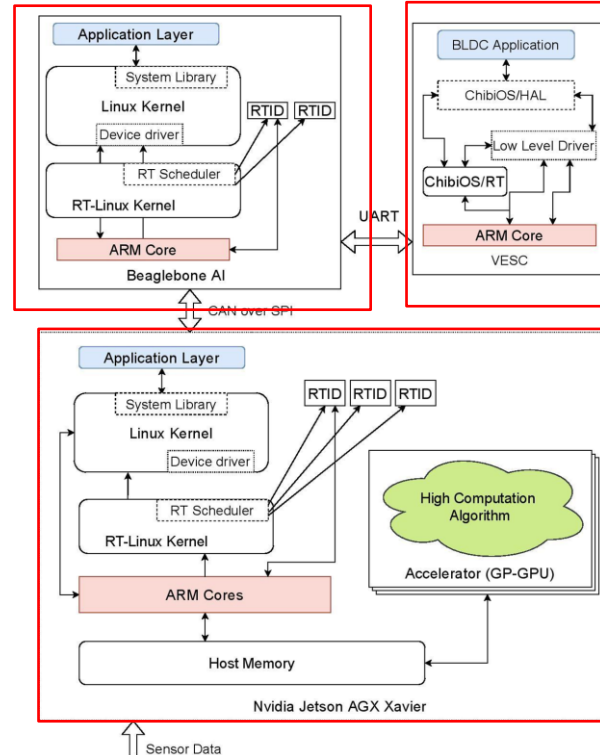 Application Layer
System Library
Linux Kernel
Device driver
RT Scheduler
RT-Linux Kernel
ARM Core
Beaglebone AI
RTID
RTID
UART
BLDC Application
ChibiOS/HAL
Low Level Driver
ChibiOS/RT
ARM Core
VESC
CAN over SPI
Application Layer
System Library
Linux Kernel
Device driver
RT Scheduler
RT-Linux Kernel
ARM Cores
Host Memory
RTID
RTID
RTID
High Computation
Algorithm
Accelerator (GP-GPU)
Nvidia Jetson AGX Xavier
Sensor Data